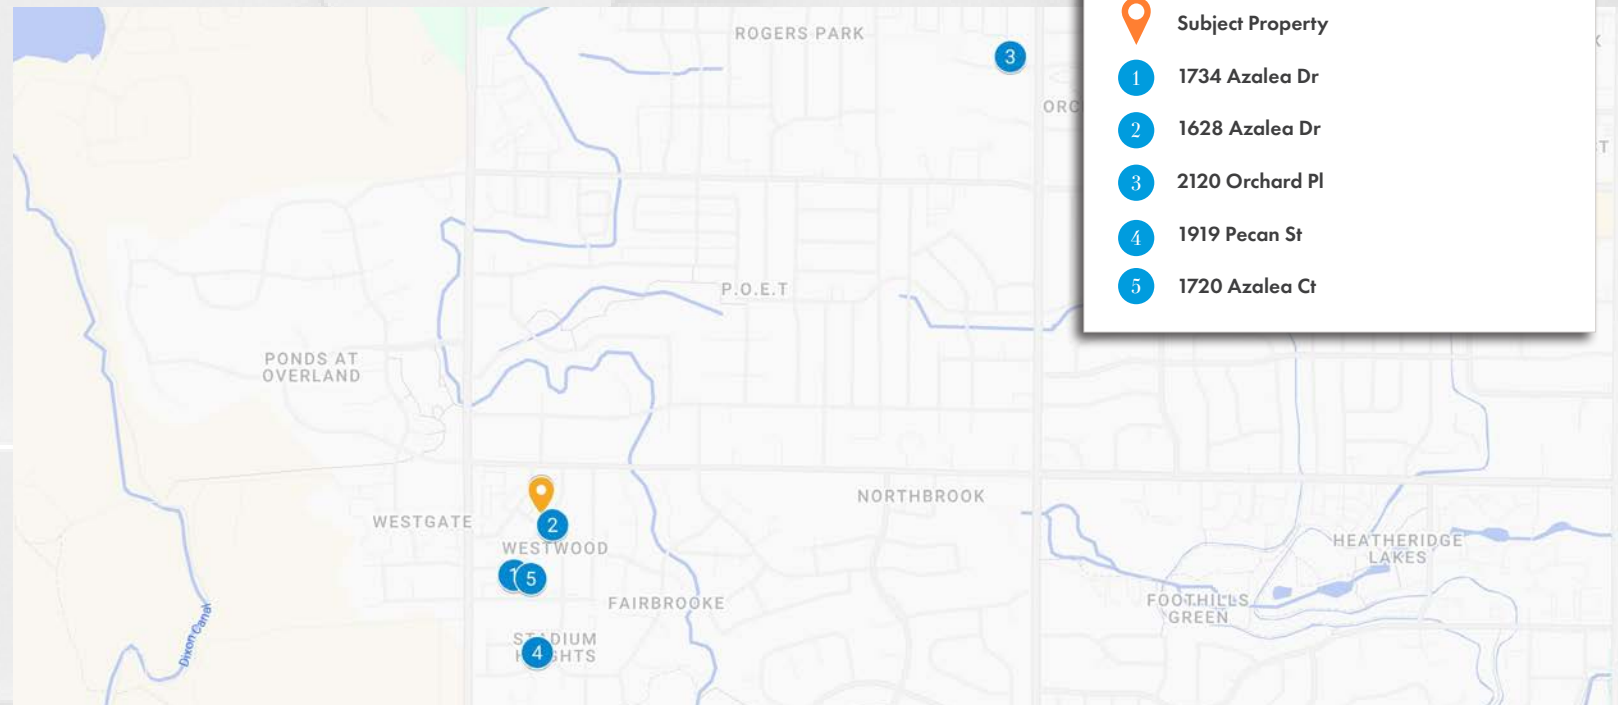 ROGERS PARK
3
ORC
P.O.E.T
PONDS AT
OVERLAND
WESTGATE
2
WESTWOOD
1
5
NORTHBROOK
FAIRBROOKE
4
HEATHERIDGE
LAKES
FOOTHILLS
GREEN
Dixon Canal
Subject Property
1 1734 Azalea Dr
2 1628 Azalea Dr
3 2120 Orchard Pl
4 1919 Pecan St
5 1720 Azalea Ct
K
T